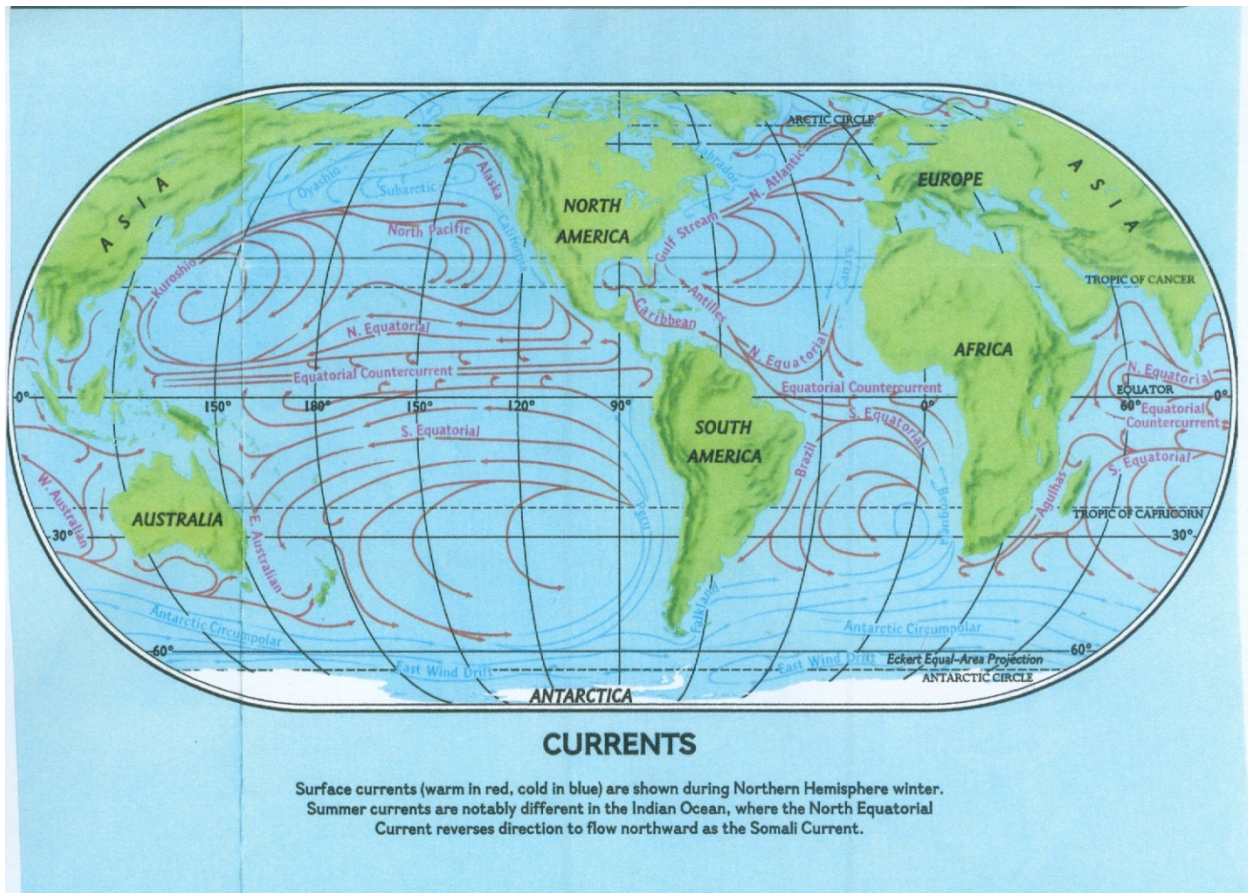 ARCTIC CIRCLE
ASIA
NORTH
AMERICA
EUROPE
ASIA
Oyashio
Subarctic
Alaska
Labrador
N. Atlantic
Gulf Stream
North Pacific
California
Kuroshio
Canary
TROPIC OF CANCER
Antilles
Caribbean
N. Equatorial
N. Equatorial
AFRICA
N. Equatorial
Equatorial Countercurrent
Equatorial Countercurrent
EQUATOR
0°
150°
180°
150°
120°
90°
0°
60°
0°
Equatorial
Countercurrent
S. Equatorial
S. Equatorial
S. Equatorial
SOUTH
AMERICA
Brazil
W. Australian
AUSTRALIA
E. Australian
Peru
Benguela
Agulhas
TROPIC OF CAPRICORN
30°
30°
Falkland
Antarctic Circumpolar
Antarctic Circumpolar
60°
60°
East Wind Drift
East Wind Drift
Eckert Equal-Area Projection
ANTARCTIC CIRCLE
ANTARCTICA
CURRENTS
Surface currents (warm in red, cold in blue) are shown during Northern Hemisphere winter.
Summer currents are notably different in the Indian Ocean, where the North Equatorial
Current reverses direction to flow northward as the Somali Current.